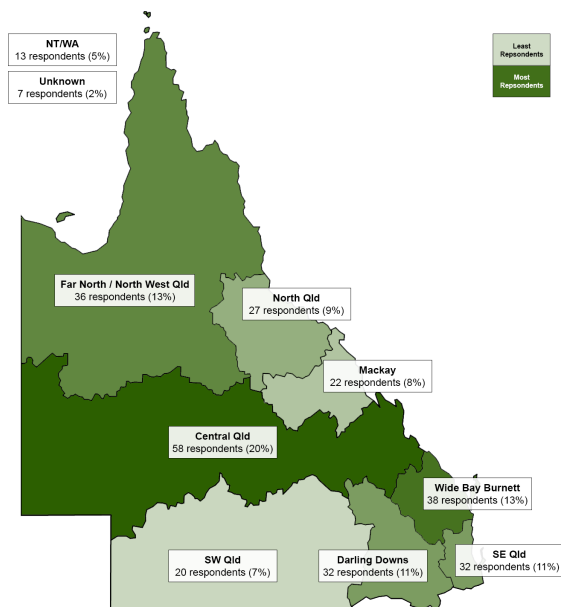 NT/WA
13 respondents (5%)
Unknown
7 respondents (2%)
Least
Repsondents
Most
Repsondents
Far North / North West Qld
36 respondents (13%)
North Qld
27 respondents (9%)
Mackay
22 respondents (8%)
Central Qld
58 respondents (20%)
Wide Bay Burnett
38 respondents (13%)
SW Qld
20 respondents (7%)
Darling Downs
32 respondents (11%)
SE Qld
32 respondents (11%)